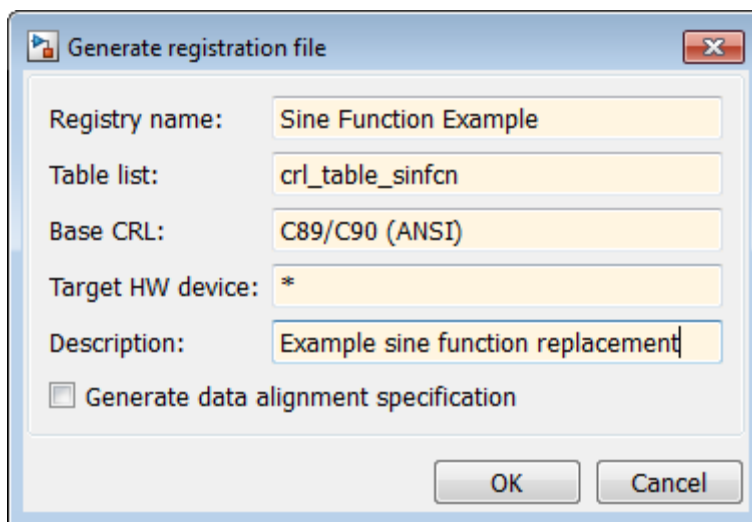 Generate registration file
Registry name: Sine Function Example
Table list: crl_table_sinfcn
Base CRL: C89/C90 (ANSI)
Target HW device: *
Description: Example sine function replacement
Generate data alignment specification
OK Cancel